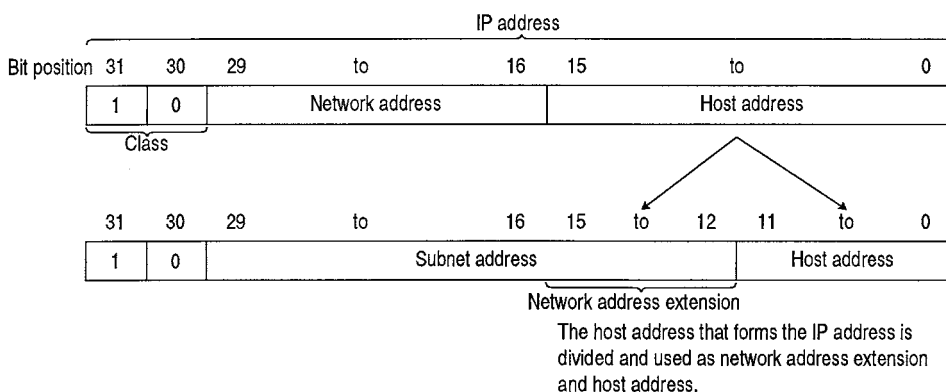 IP address
Bit position 31 30 29 to 16 15 to 0
1 0 Network address Host address
Class
31 30 29 to 16 15 to 12 11 to 0
1 0 Subnet address Host address
Network address extension
The host address that forms the IP address is
divided and used as network address extension
and host address.